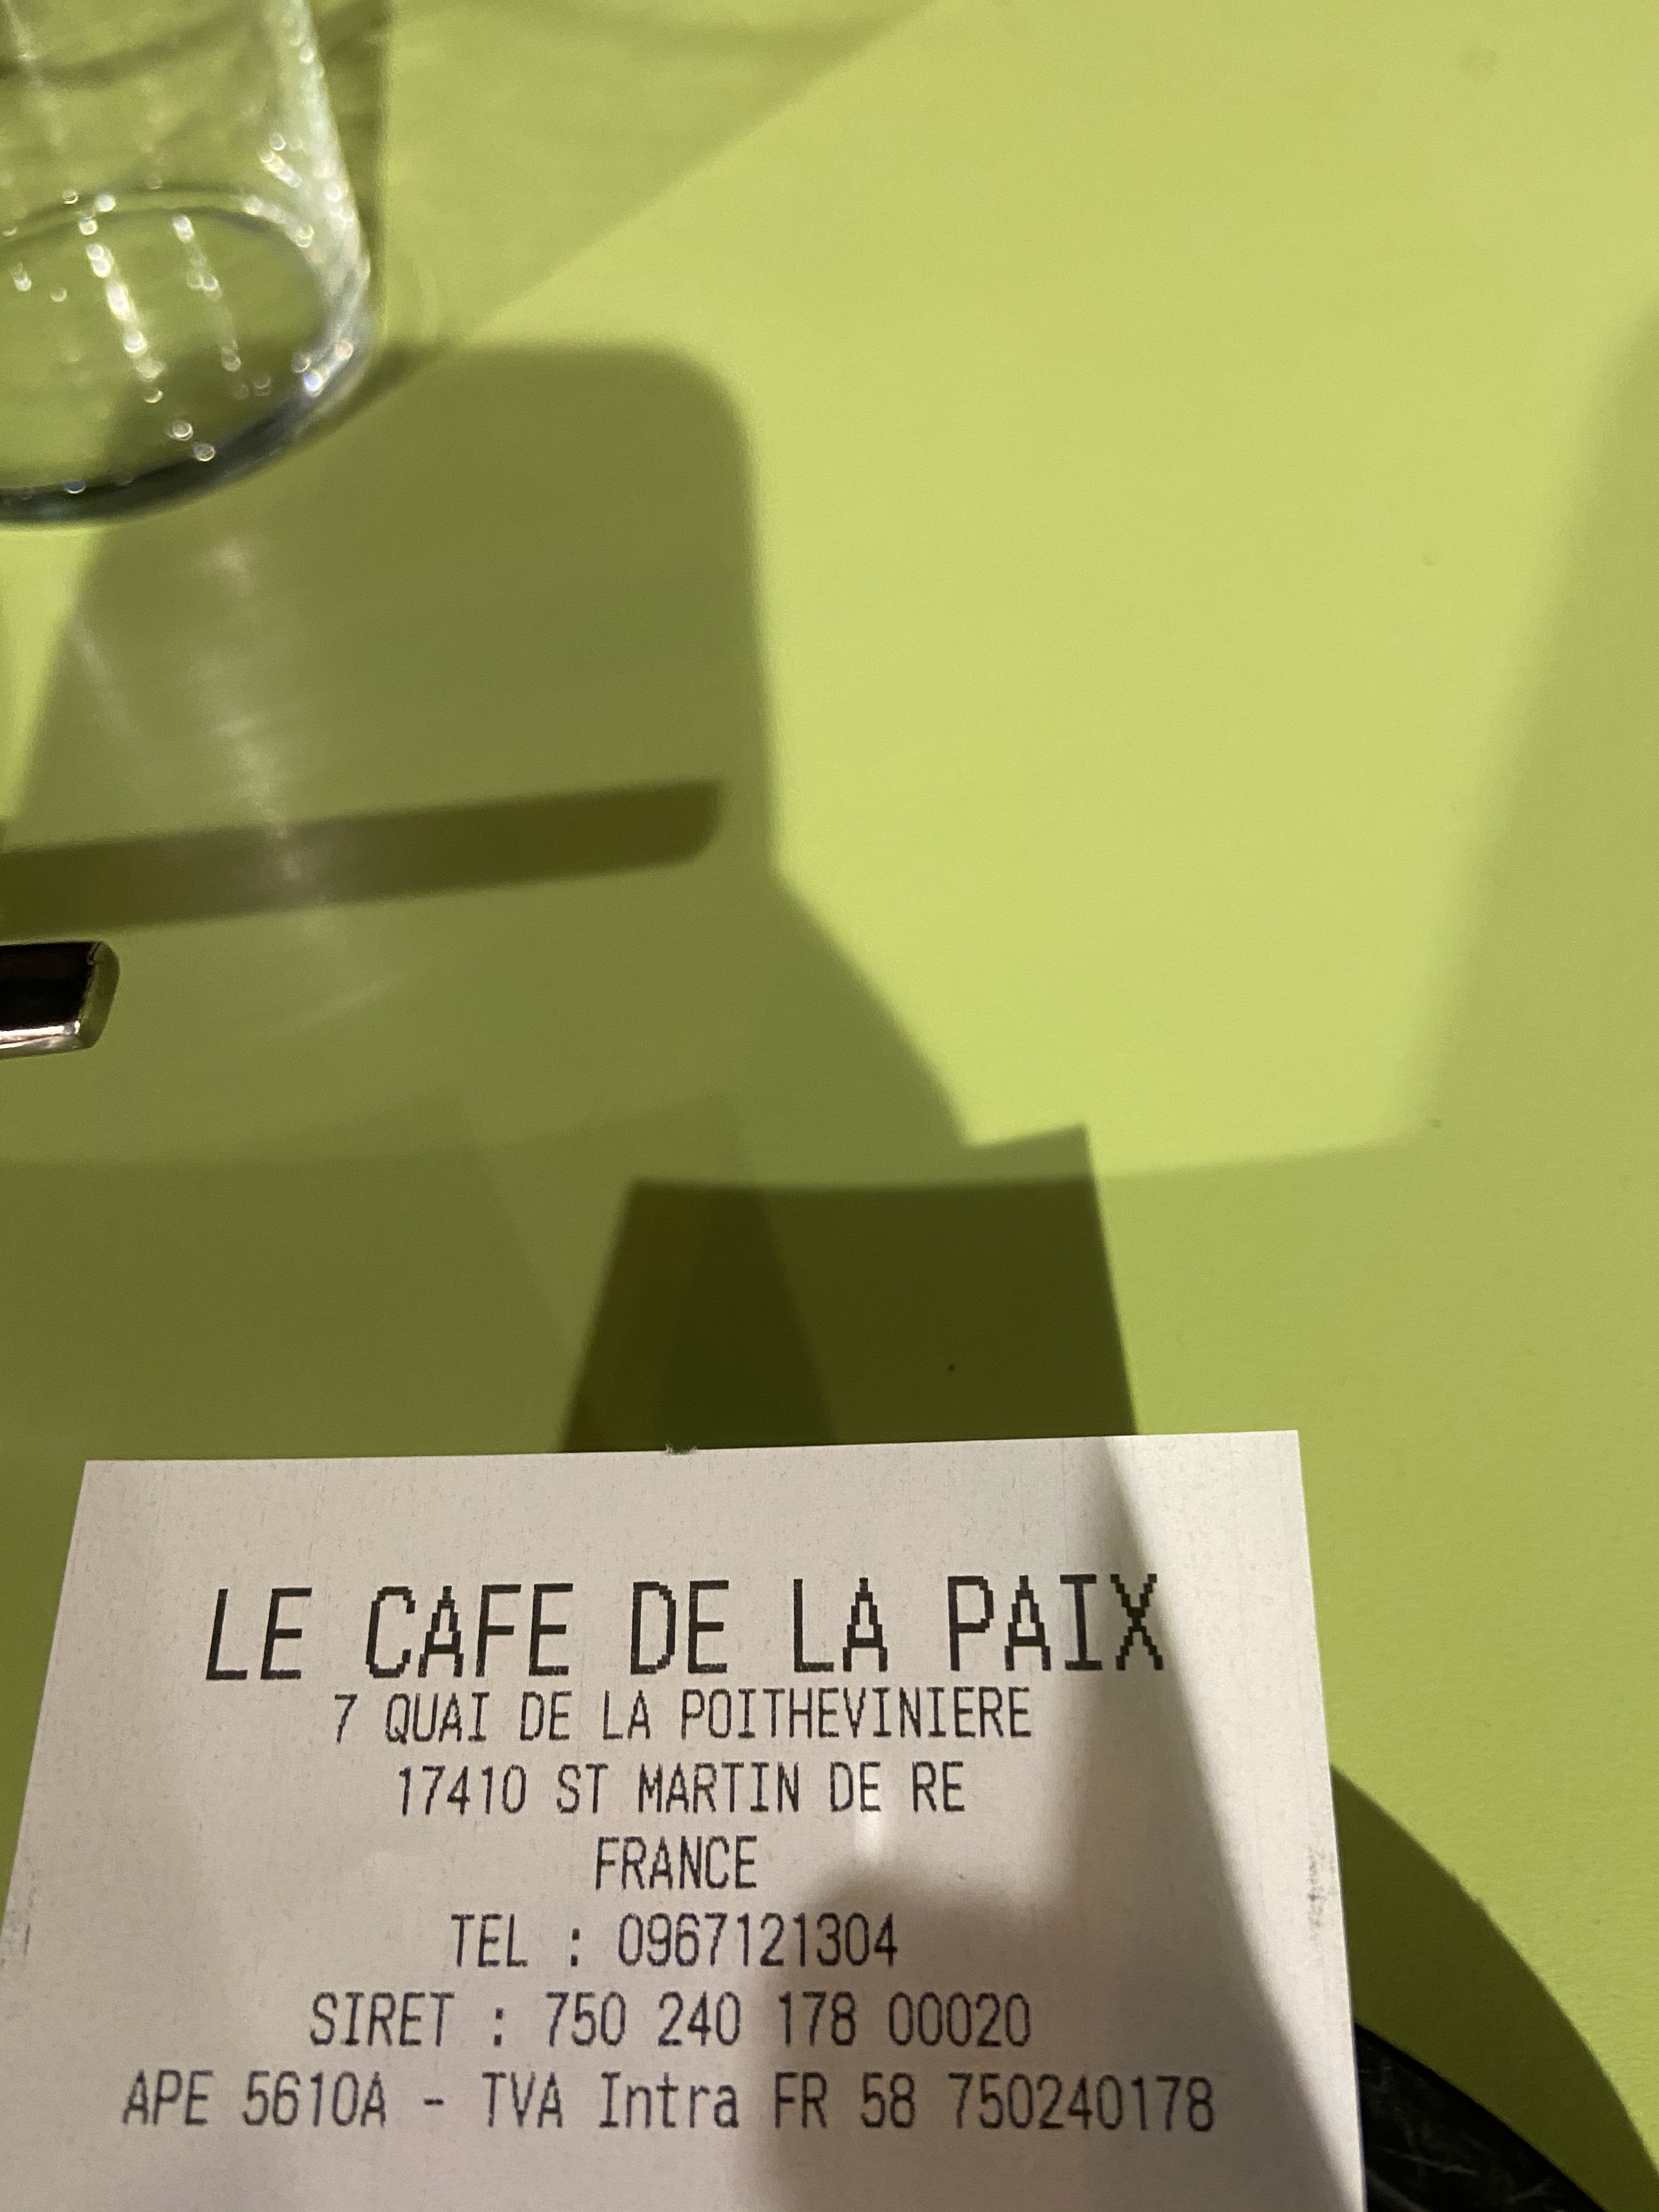 LE CAFE DE LA PAIX
7 QUAI DE LA POITHEVINIERE
17410 ST MARTIN DE RE
FRANCE
TEL : 0967121304
SIRET : 750 240 178 00020
APE 5610A - TVA Intra FR 58 750240178